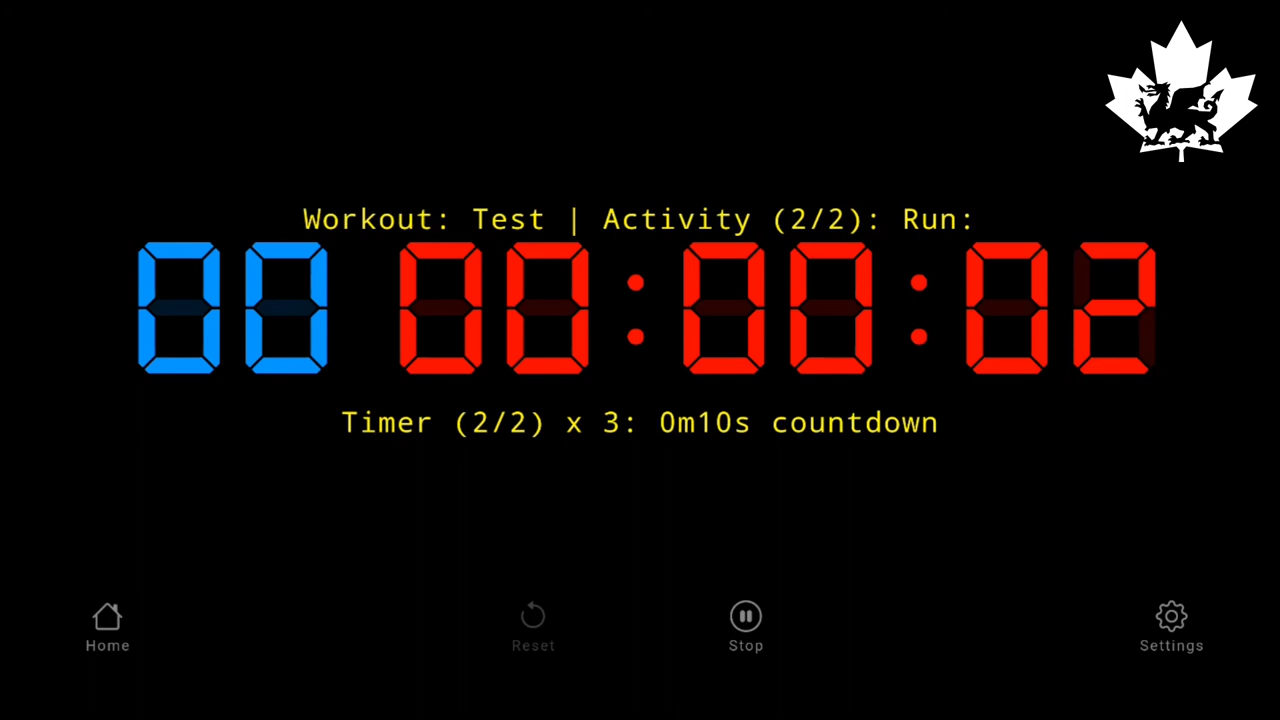 Workout: Test | Activity (2/2): Run:
00 00:00:02
Timer (2/2) x 3: 0m10s countdown
Home Reset Stop Settings